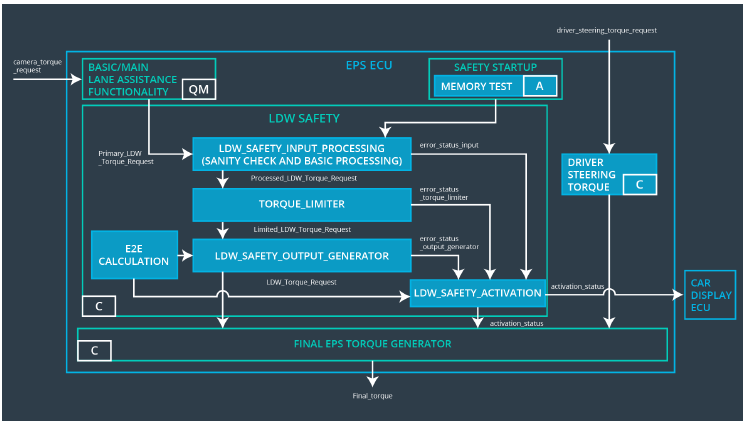 driver_steering_torque_request
camera_torque
_request
EPS ECU
BASIC/MAIN
LANE ASSISTANCE
FUNCTIONALITY
QM
SAFETY STARTUP
MEMORY TEST
A
LDW SAFETY
Primary_LDW
_Torque_Request
LDW_SAFETY_INPUT_PROCESSING
(SANITY CHECK AND BASIC PROCESSING)
error_status_input
DRIVER
STEERING
TORQUE
C
Processed_LDW_Torque_Request
TORQUE_LIMITER
error_status
_torque_limiter
Limited_LDW_Torque_Request
E2E
CALCULATION
LDW_SAFETY_OUTPUT_GENERATOR
error_status
_output_generator
LDW_Torque_Request
LDW_SAFETY_ACTIVATION
activation_status
CAR
DISPLAY
ECU
C
activation_status
C
FINAL EPS TORQUE GENERATOR
Final_torque